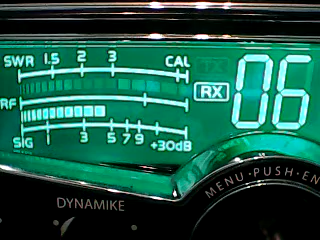 SWR 1.5 2 3 CAL
TX
RX
06
RF
SIG 1 3 5 7 9 +30dB
DYNAMIKE
MENU·PUSH·EN